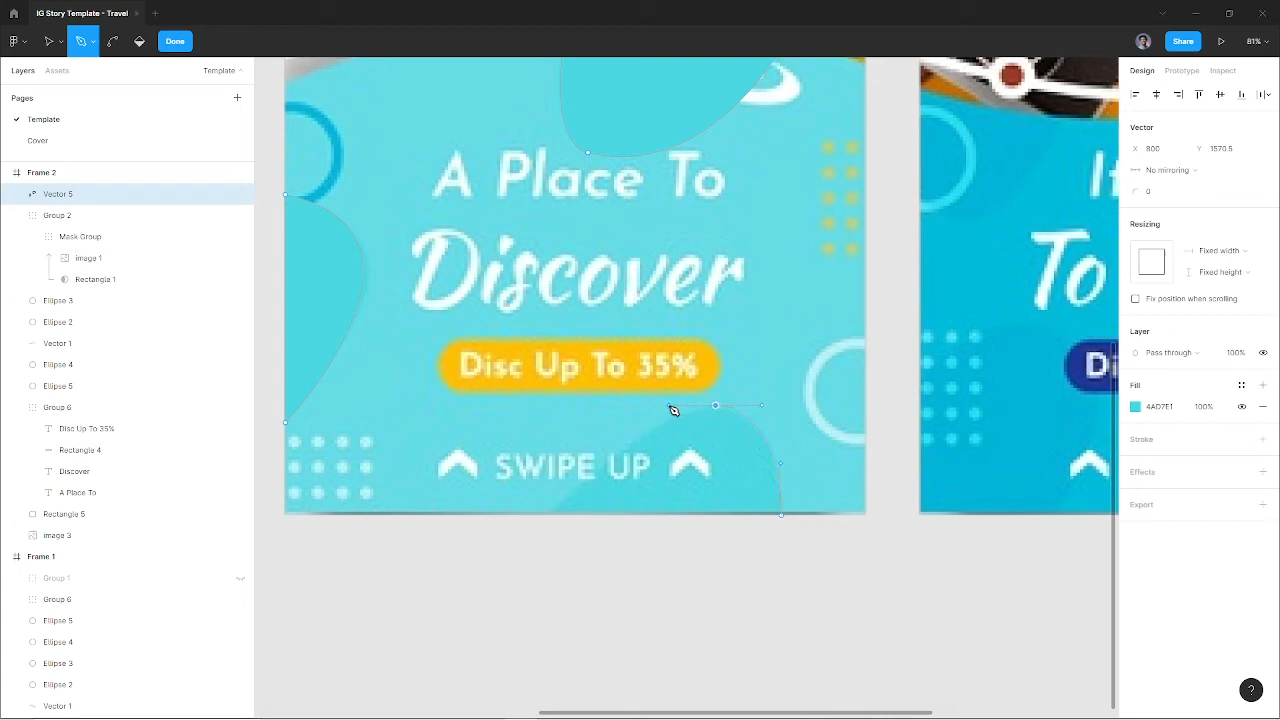 IG Story Template - Travel
Done
Share
81%
Layers
Assets
Template
Design
Prototype
Inspect
Pages
Template
Cover
Frame 2
Vector 5
Group 2
Mask Group
image 1
Rectangle 1
Ellipse 3
Ellipse 2
Vector 1
Ellipse 4
Ellipse 5
Group 6
Disc Up To 35%
Rectangle 4
Discover
A Place To
Rectangle 5
image 3
Frame 1
Group 1
Group 6
Ellipse 5
Ellipse 4
Ellipse 3
Ellipse 2
Vector 1
A Place To
Discover
Disc Up To 35%
SWIPE UP
It
To
Di
Vector
X 800 Y 1570.5
No mirroring
0
Resizing
Fixed width
Fixed height
Fix position when scrolling
Layer
Pass through 100%
Fill
4AD7E1 100%
Stroke
Effects
Export
?